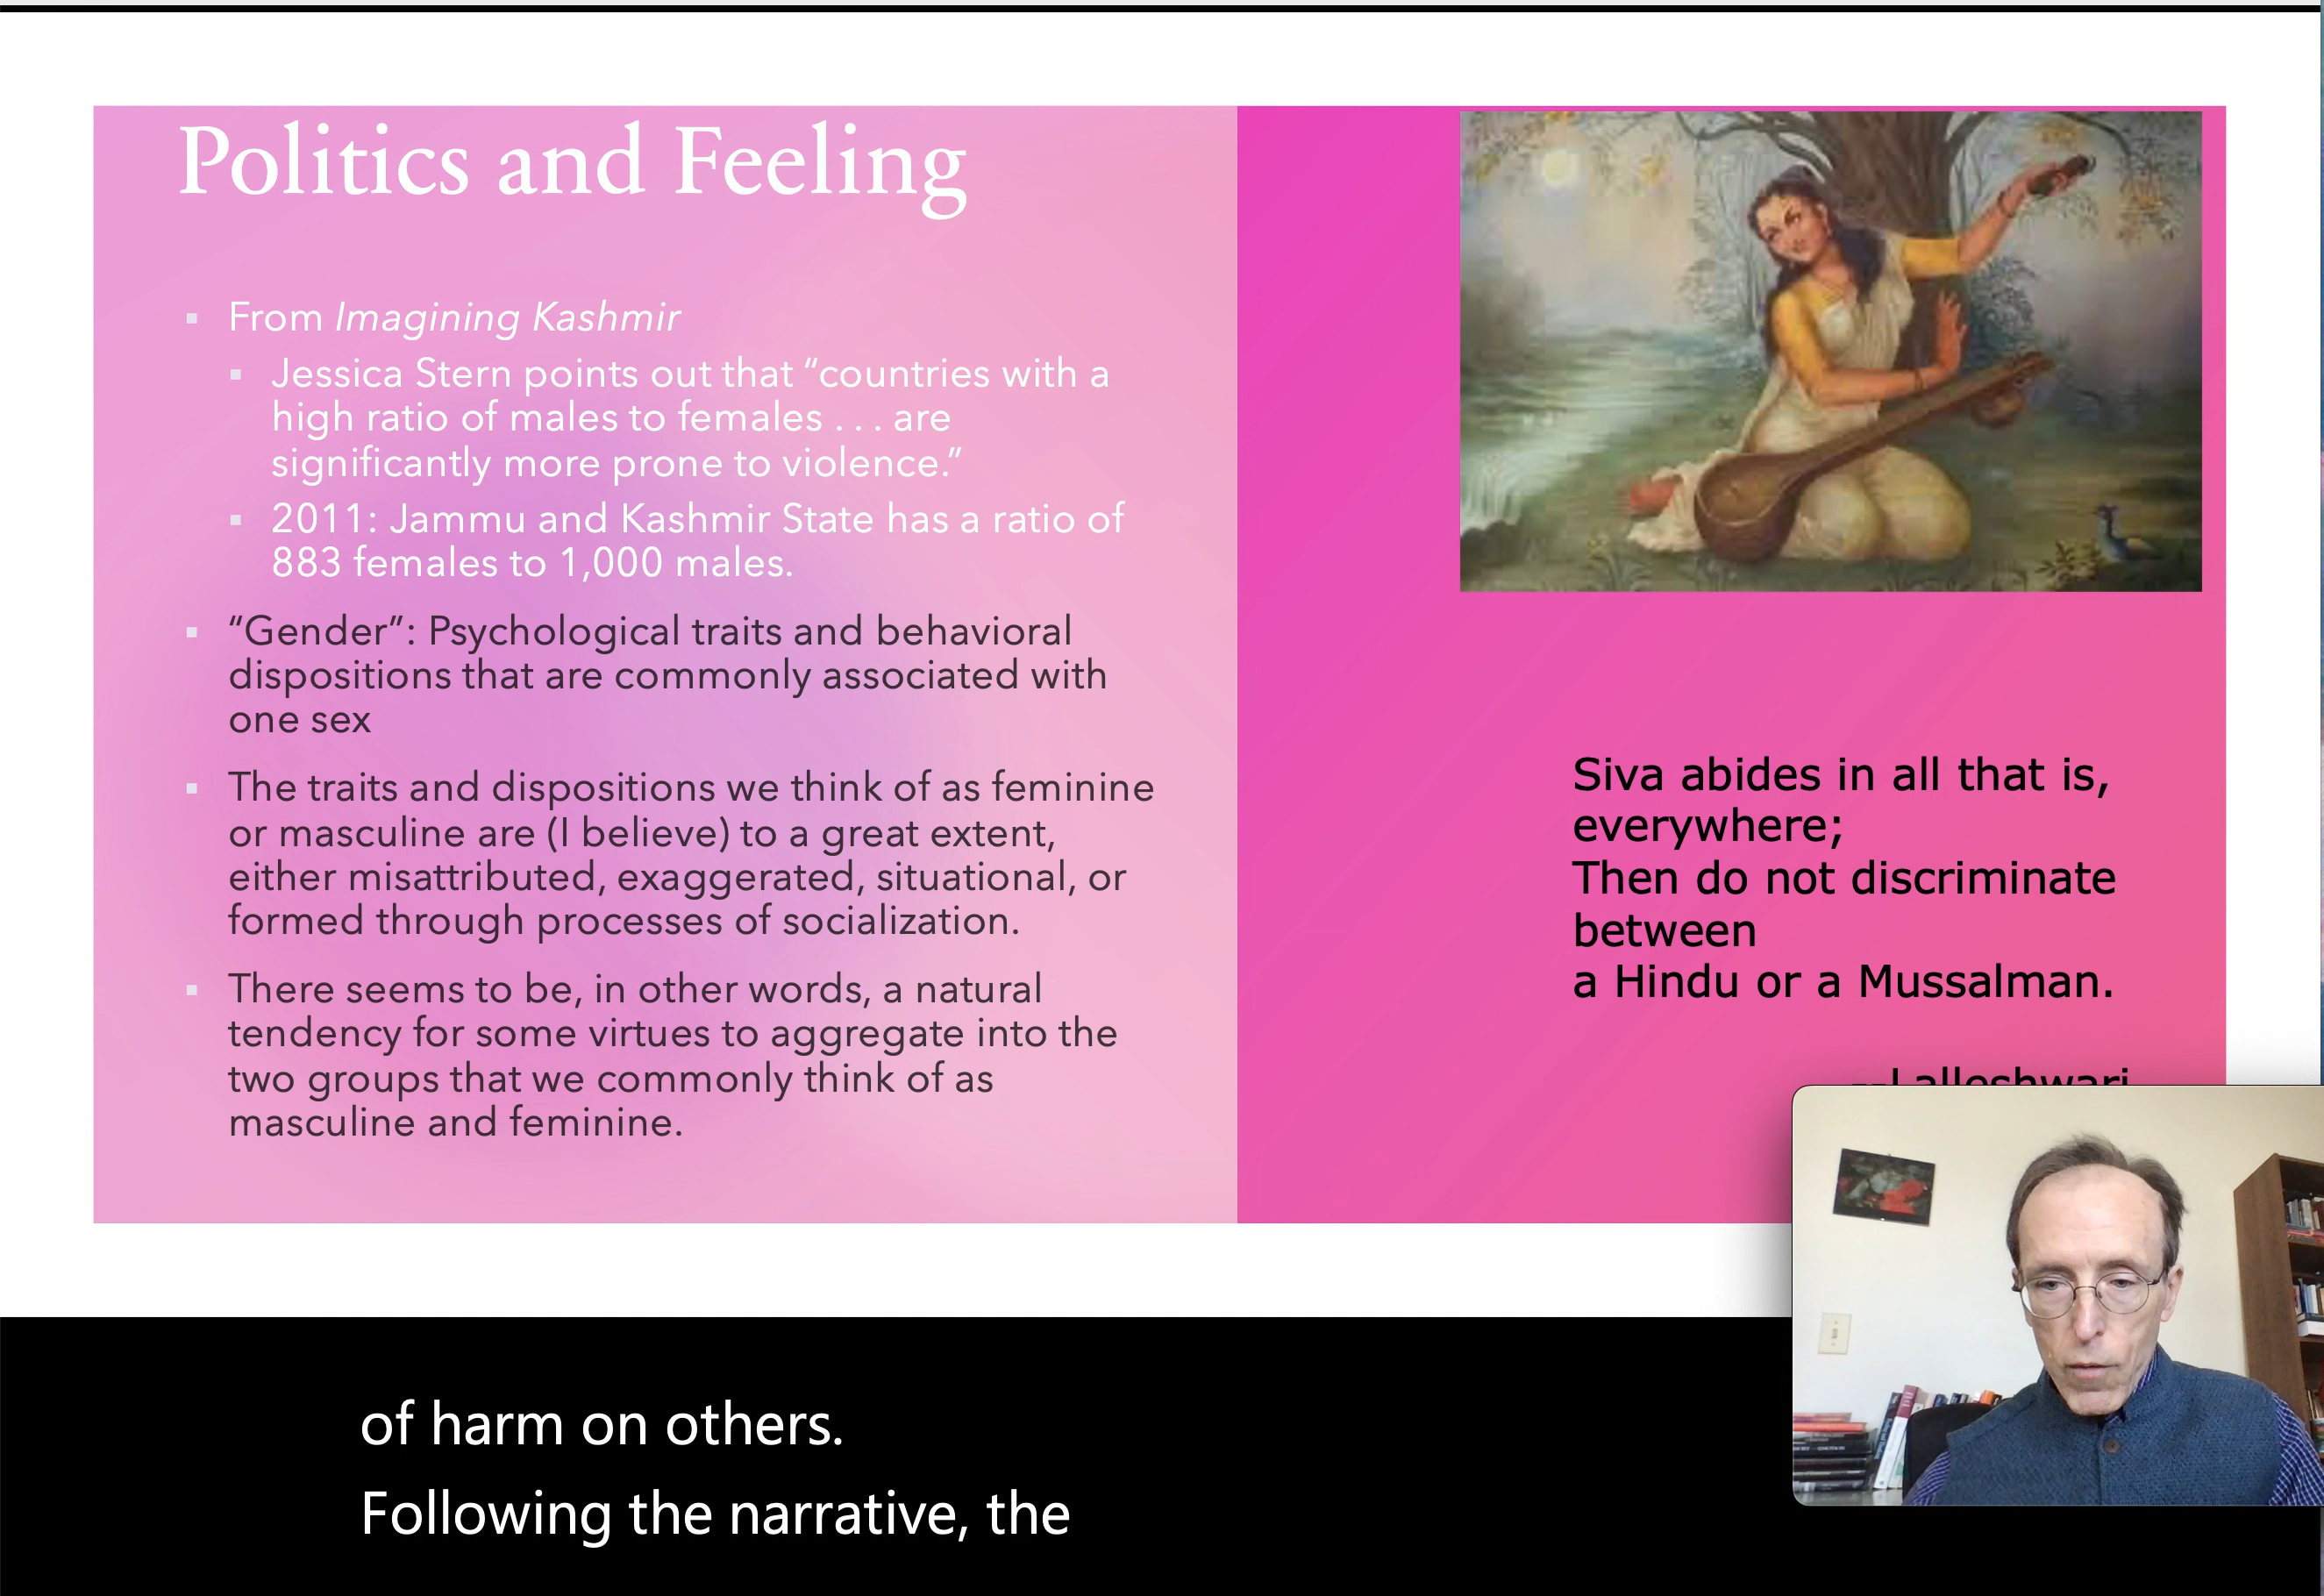 Politics and Feeling
▪ From Imagining Kashmir
▪ Jessica Stern points out that “countries with a
high ratio of males to females . . . are
significantly more prone to violence.”
▪ 2011: Jammu and Kashmir State has a ratio of
883 females to 1,000 males.
▪ “Gender”: Psychological traits and behavioral
dispositions that are commonly associated with
one sex
▪ The traits and dispositions we think of as feminine
or masculine are (I believe) to a great extent,
either misattributed, exaggerated, situational, or
formed through processes of socialization.
▪ There seems to be, in other words, a natural
tendency for some virtues to aggregate into the
two groups that we commonly think of as
masculine and feminine.
Siva abides in all that is,
everywhere;
Then do not discriminate
between
a Hindu or a Mussalman.
--Lalleshwari
of harm on others.
Following the narrative, the